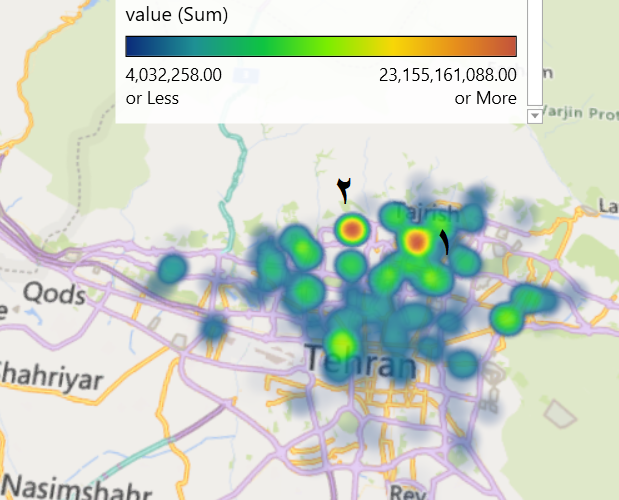 value (Sum)
4,032,258.00
or Less
23,155,161,088.00
or More
Varjin Prot
۲
Tajrish
La
۱
Qods
Tehran
Shahriyar
Nasimshahr
Rey